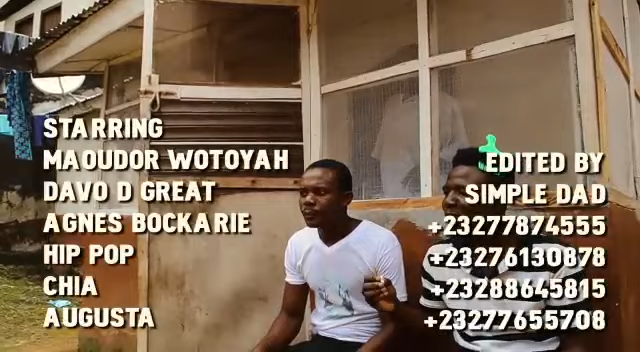 STARRING
MAOUDOR WOTOYAH
DAVO D GREAT
AGNES BOCKARIE
HIP POP
CHIA
AUGUSTA
EDITED BY
SIMPLE DAD
+23277874555
+23276130878
+23288645815
+23277655708